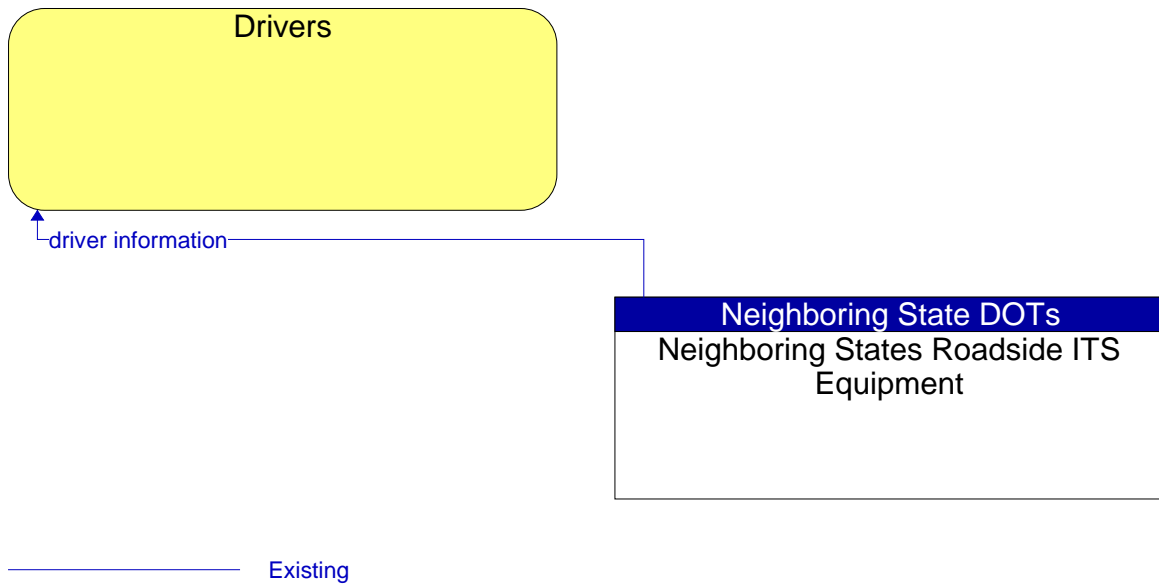 Drivers
driver information
Neighboring State DOTs
Neighboring States Roadside ITS
Equipment
Existing